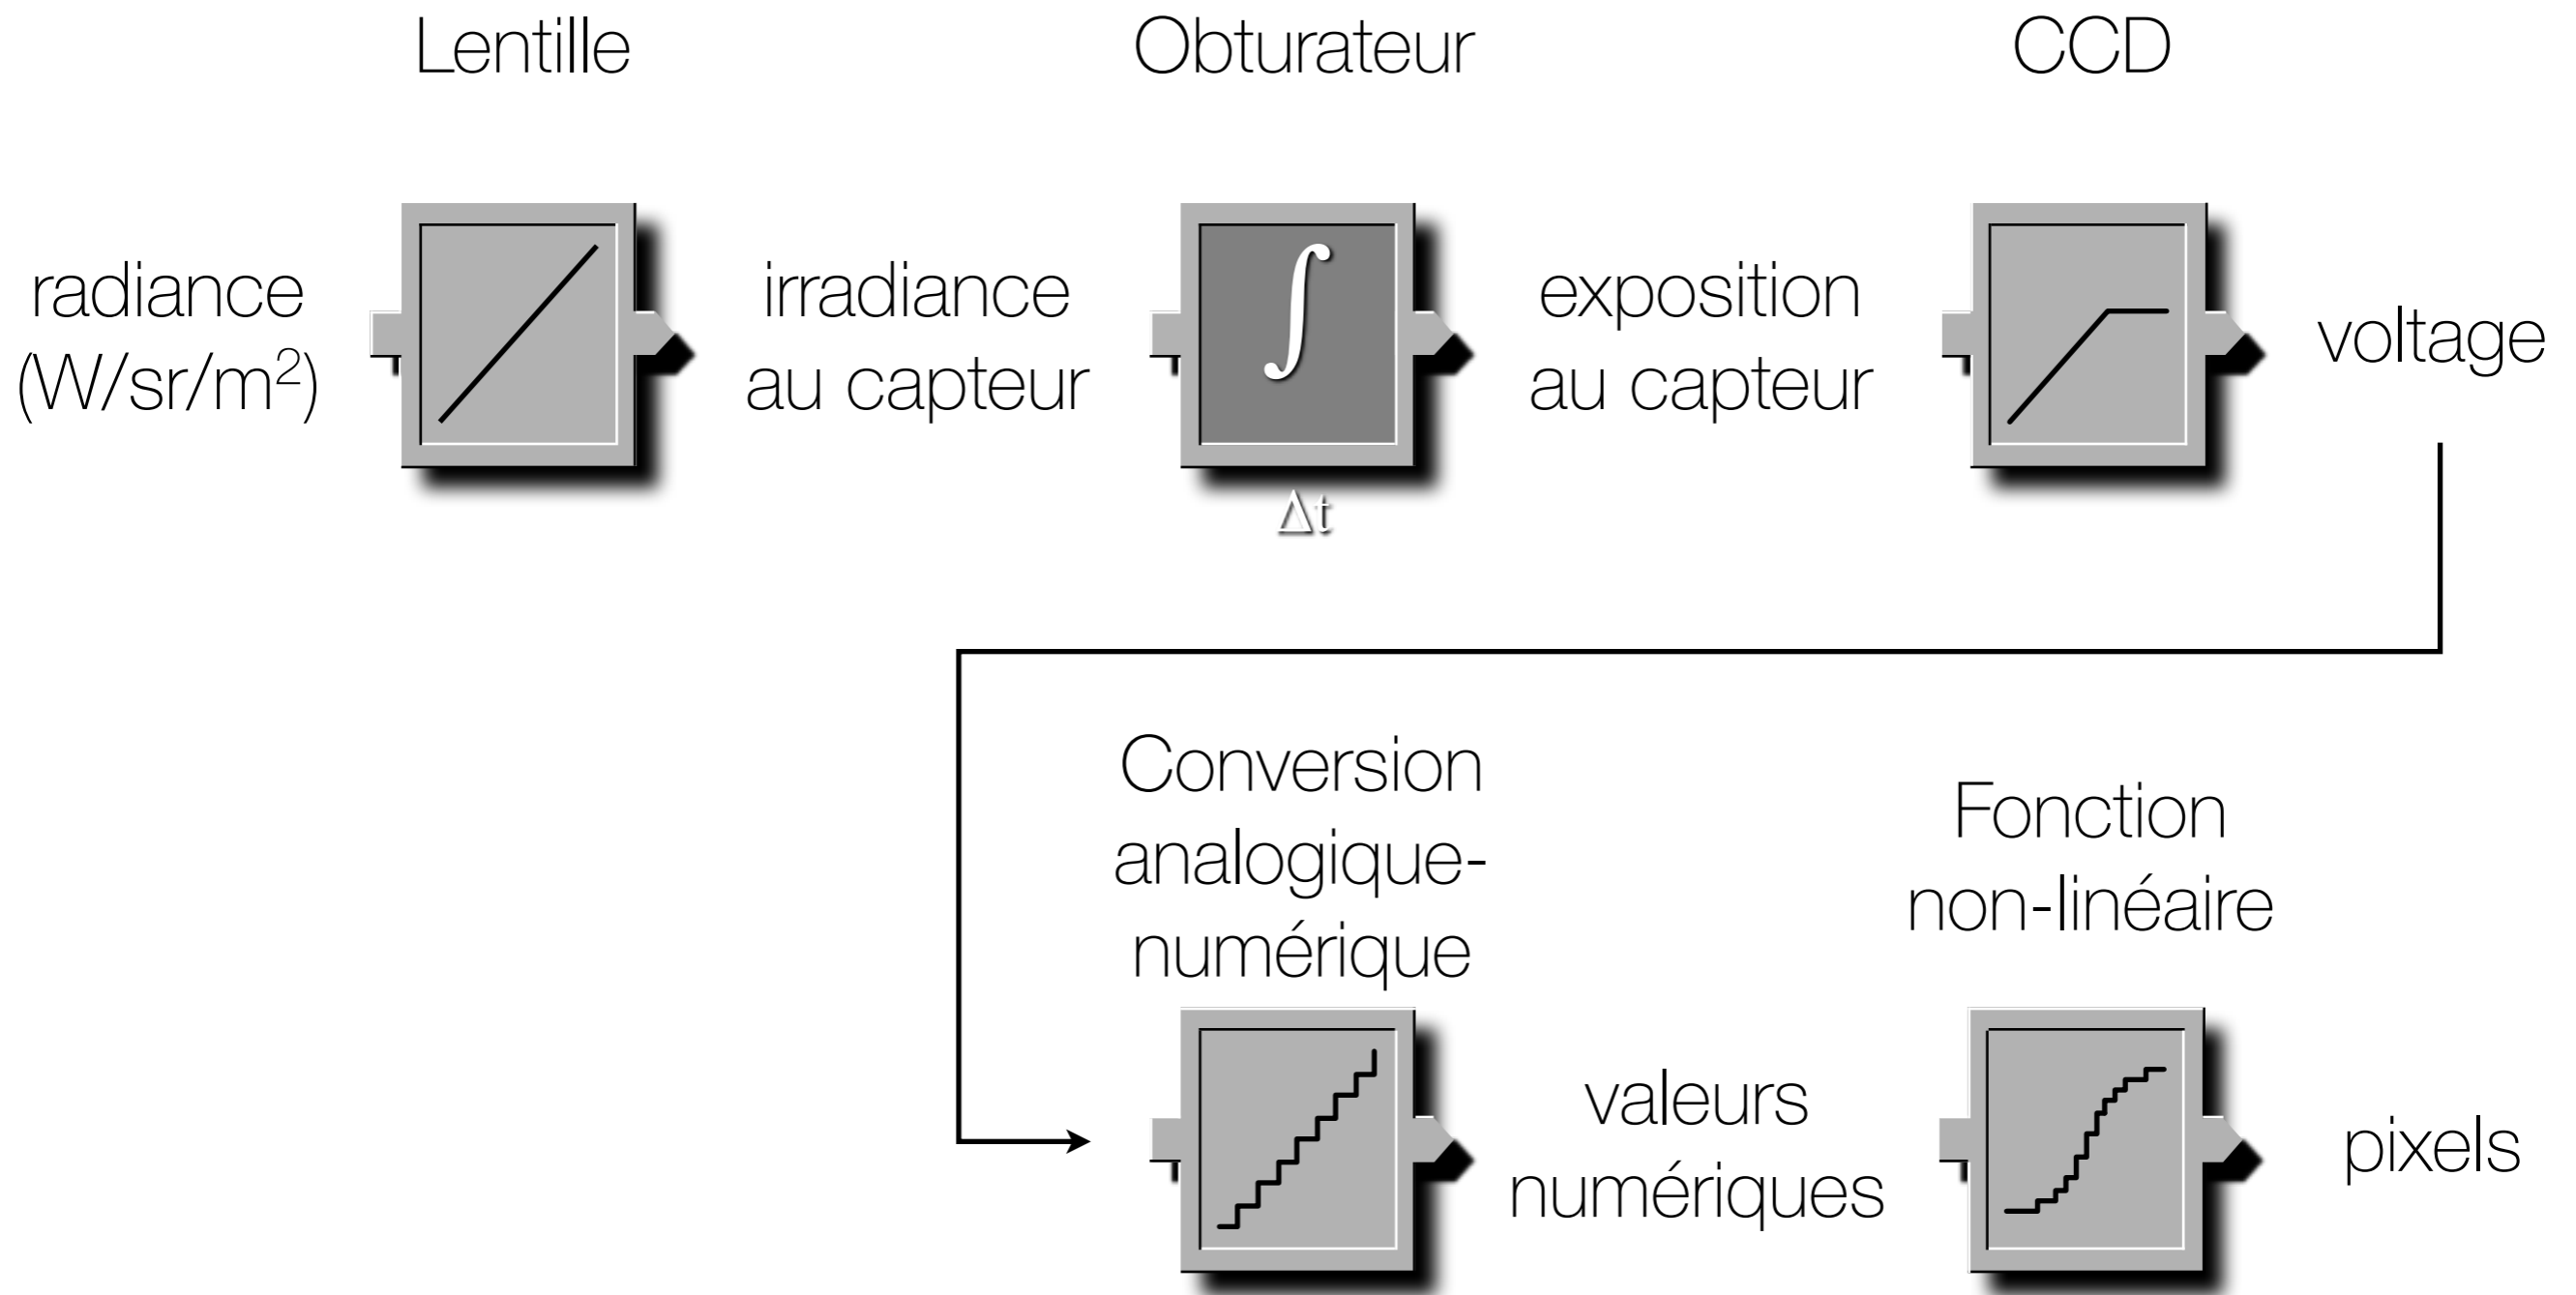 Lentille
Obturateur
CCD
radiance
(W/sr/m²)
irradiance
au capteur
∫
Δt
exposition
au capteur
voltage
Conversion
analogique-
numérique
Fonction
non-linéaire
valeurs
numériques
pixels